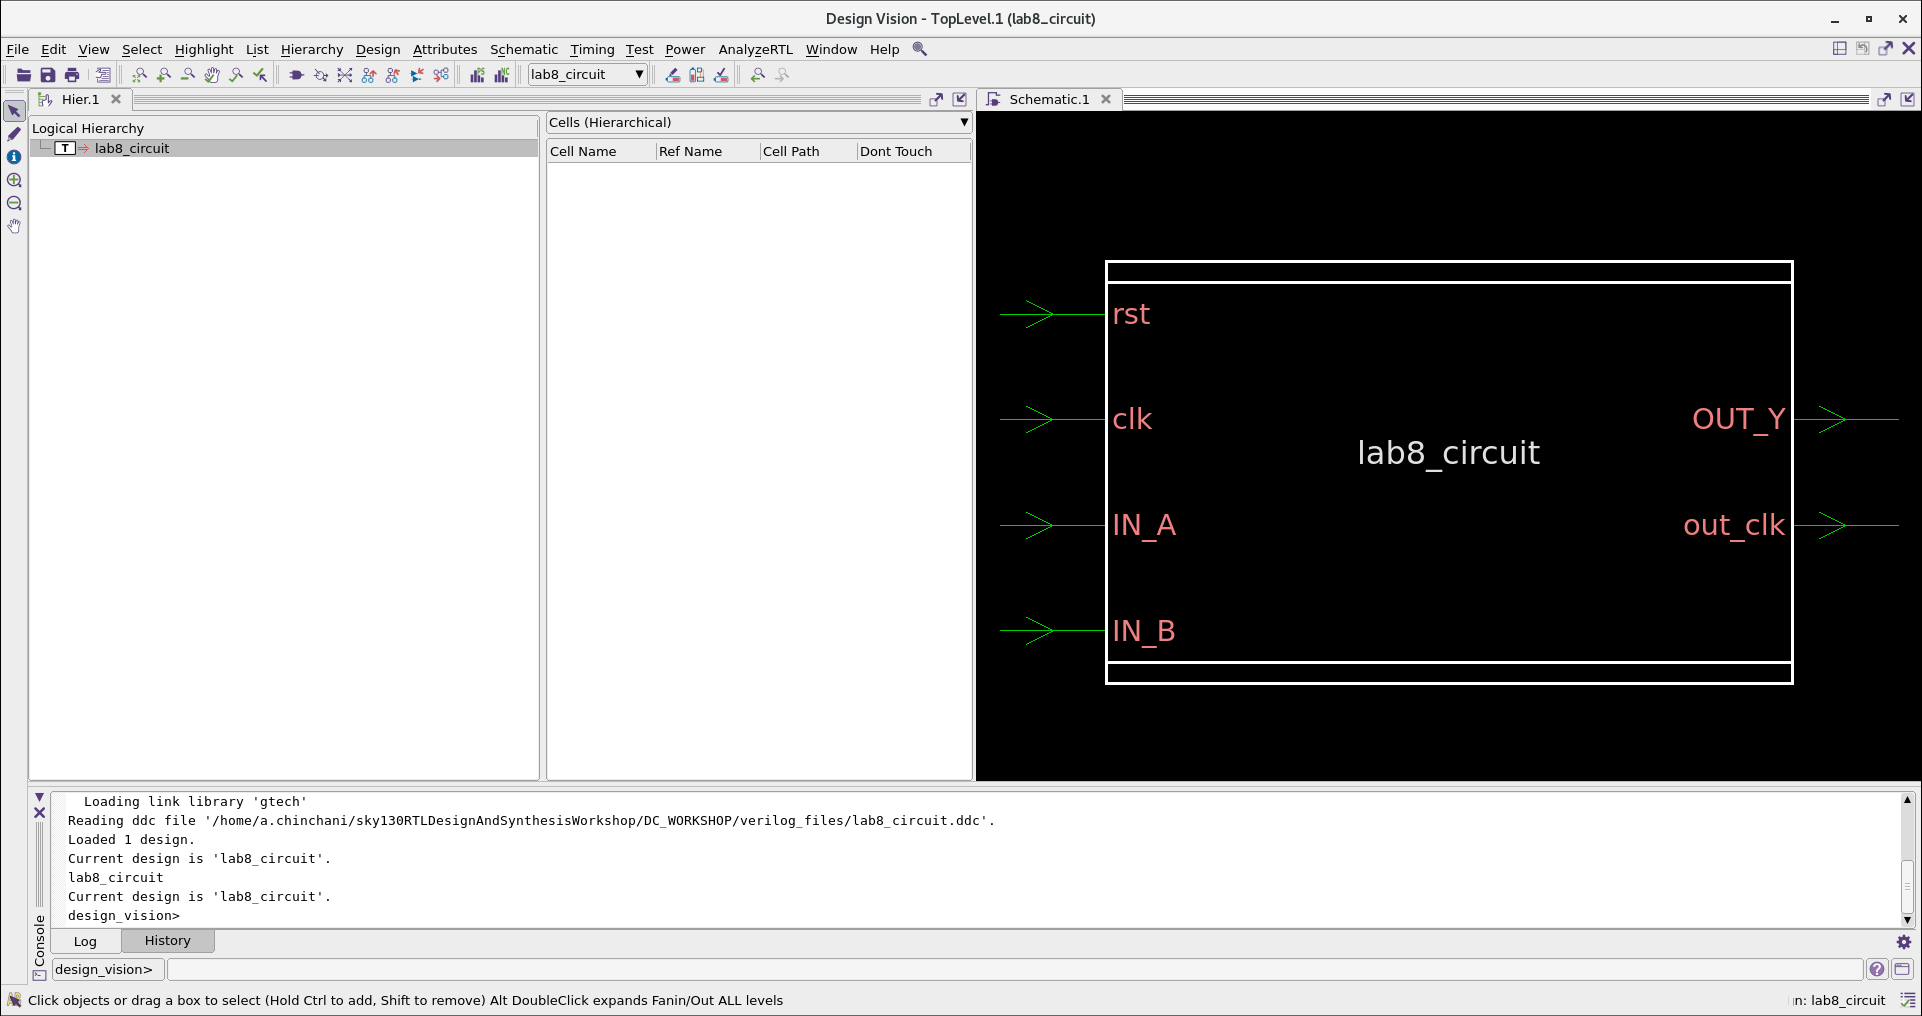 Design Vision - TopLevel.1 (lab8_circuit)
File Edit View Select Highlight List Hierarchy Design Attributes Schematic Timing Test Power AnalyzeRTL Window Help
lab8_circuit
Hier.1
Schematic.1
Logical Hierarchy
T lab8_circuit
Cells (Hierarchical)
Cell Name Ref Name Cell Path Dont Touch
rst
clk
IN_A
IN_B
lab8_circuit
OUT_Y
out_clk
Loading link library 'gtech'
Reading ddc file '/home/a.chinchani/sky130RTLDesignAndSynthesisWorkshop/DC_WORKSHOP/verilog_files/lab8_circuit.ddc'.
Loaded 1 design.
Current design is 'lab8_circuit'.
lab8_circuit
Current design is 'lab8_circuit'.
design_vision>
Console
Log History
design_vision>
Click objects or drag a box to select (Hold Ctrl to add, Shift to remove) Alt DoubleClick expands Fanin/Out ALL levels
n: lab8_circuit